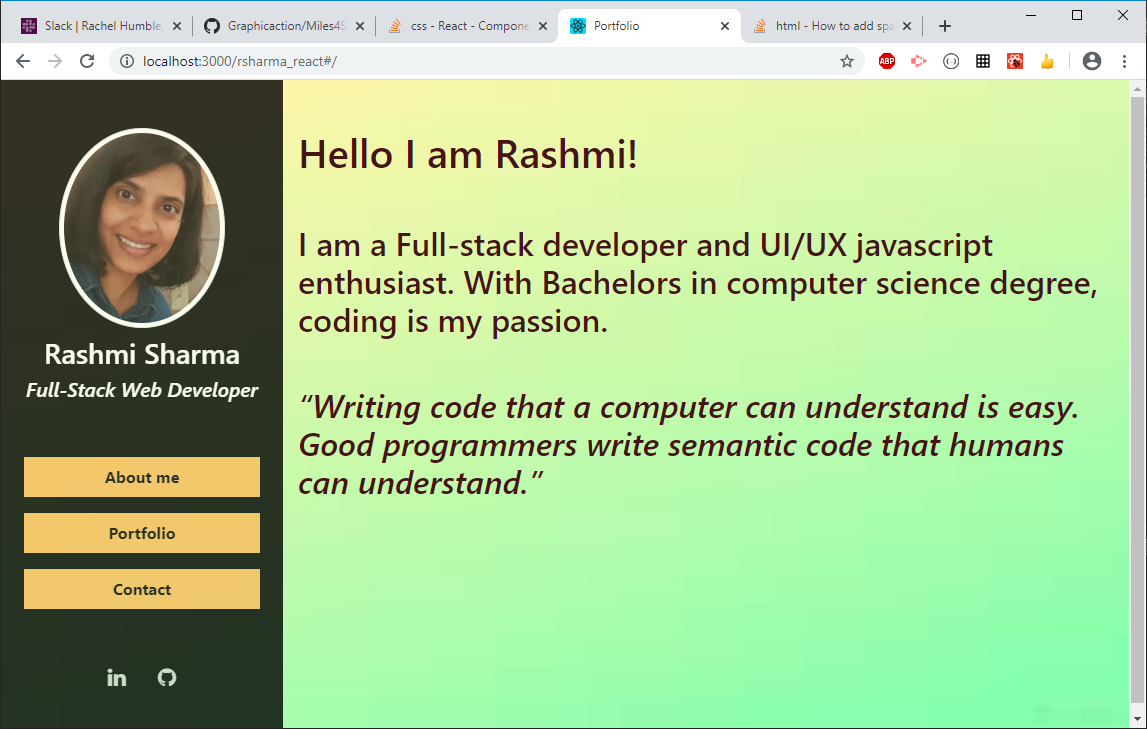 Slack | Rachel Humble,
Graphicaction/Miles4S
css - React - Compone
Portfolio
html - How to add spa
localhost:3000/rsharma_react#/
ABP
Hello I am Rashmi!
I am a Full-stack developer and UI/UX javascript
enthusiast. With Bachelors in computer science degree,
coding is my passion.
“Writing code that a computer can understand is easy.
Good programmers write semantic code that humans
can understand.”
Rashmi Sharma
Full-Stack Web Developer
About me
Portfolio
Contact
in